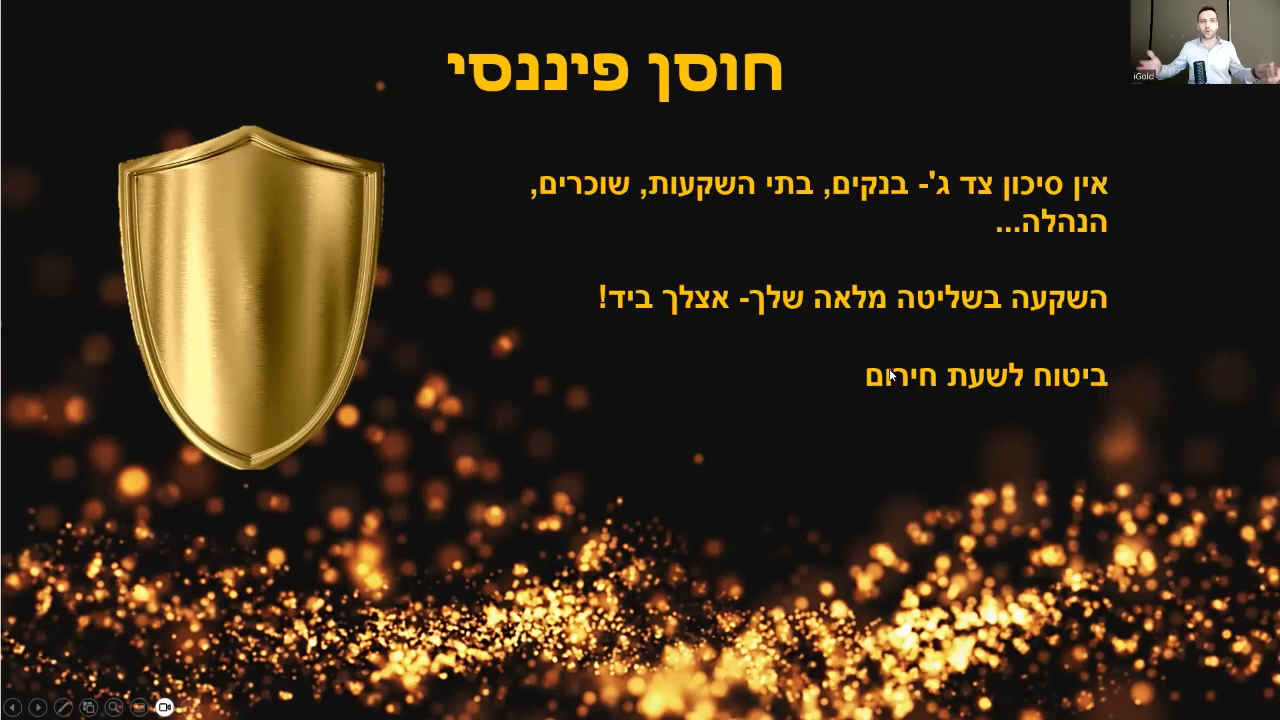 חוסן פיננסי
אין סיכון צד ג'- בנקים, בתי השקעות, שוכרים,
הנהלה...
השקעה בשליטה מלאה שלך- אצלך ביד!
ביטוח לשעת חירום
iGold